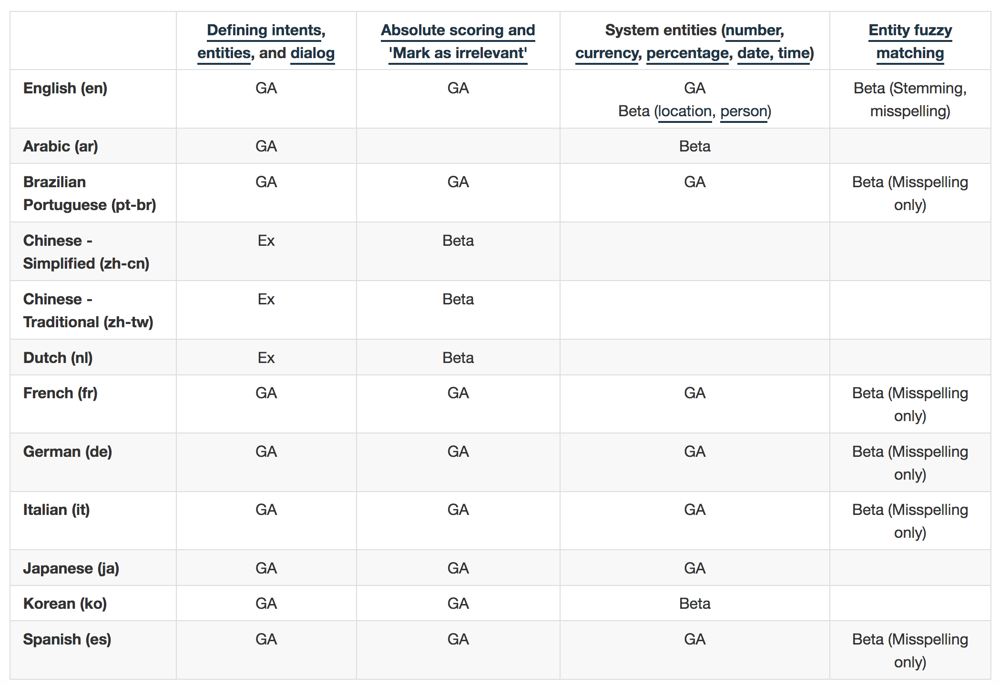 Defining intents,
entities, and dialog
Absolute scoring and
'Mark as irrelevant'
System entities (number,
currency, percentage, date, time)
Entity fuzzy
matching
English (en)
GA
GA
GA
Beta (location, person)
Beta (Stemming,
misspelling)
Arabic (ar)
GA
Beta
Brazilian
Portuguese (pt-br)
GA
GA
GA
Beta (Misspelling
only)
Chinese -
Simplified (zh-cn)
Ex
Beta
Chinese -
Traditional (zh-tw)
Ex
Beta
Dutch (nl)
Ex
Beta
French (fr)
GA
GA
GA
Beta (Misspelling
only)
German (de)
GA
GA
GA
Beta (Misspelling
only)
Italian (it)
GA
GA
GA
Beta (Misspelling
only)
Japanese (ja)
GA
GA
GA
Korean (ko)
GA
GA
Beta
Spanish (es)
GA
GA
GA
Beta (Misspelling
only)